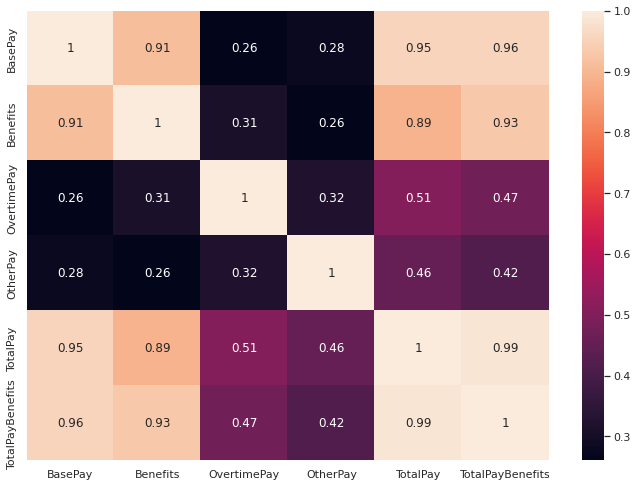 BasePay 1 0.91 0.26 0.28 0.95 0.96
Benefits 0.91 1 0.31 0.26 0.89 0.93
OvertimePay 0.26 0.31 1 0.32 0.51 0.47
OtherPay 0.28 0.26 0.32 1 0.46 0.42
TotalPay 0.95 0.89 0.51 0.46 1 0.99
TotalPayBenefits 0.96 0.93 0.47 0.42 0.99 1
BasePay Benefits OvertimePay OtherPay TotalPay TotalPayBenefits
1.0
0.9
0.8
0.7
0.6
0.5
0.4
0.3